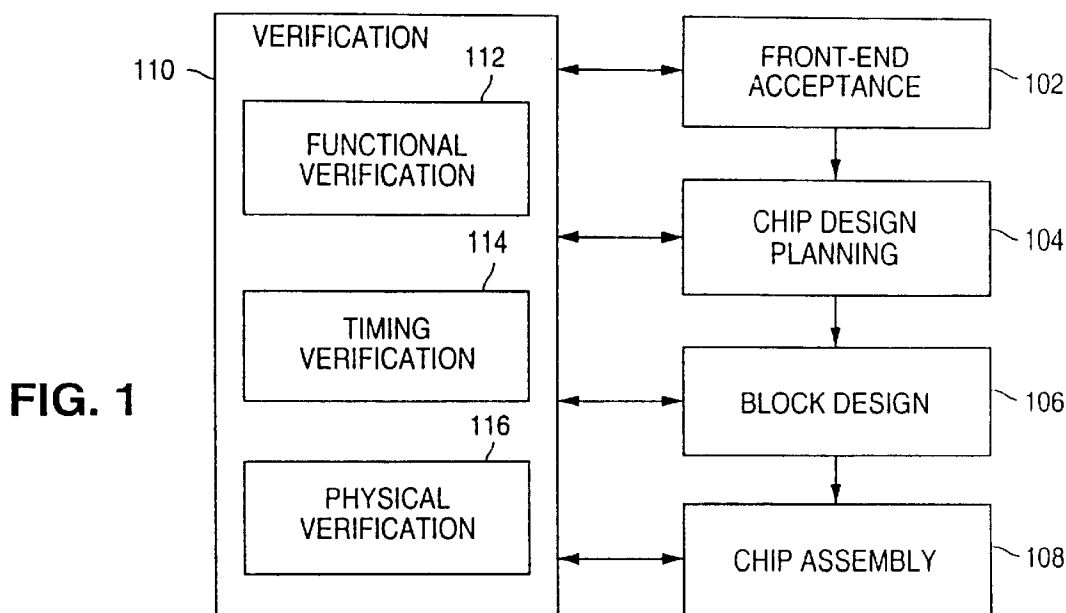 VERIFICATION
110
112
FUNCTIONAL
VERIFICATION
114
TIMING
VERIFICATION
116
PHYSICAL
VERIFICATION
FRONT-END
ACCEPTANCE
102
CHIP DESIGN
PLANNING
104
BLOCK DESIGN
106
CHIP ASSEMBLY
108
FIG. 1